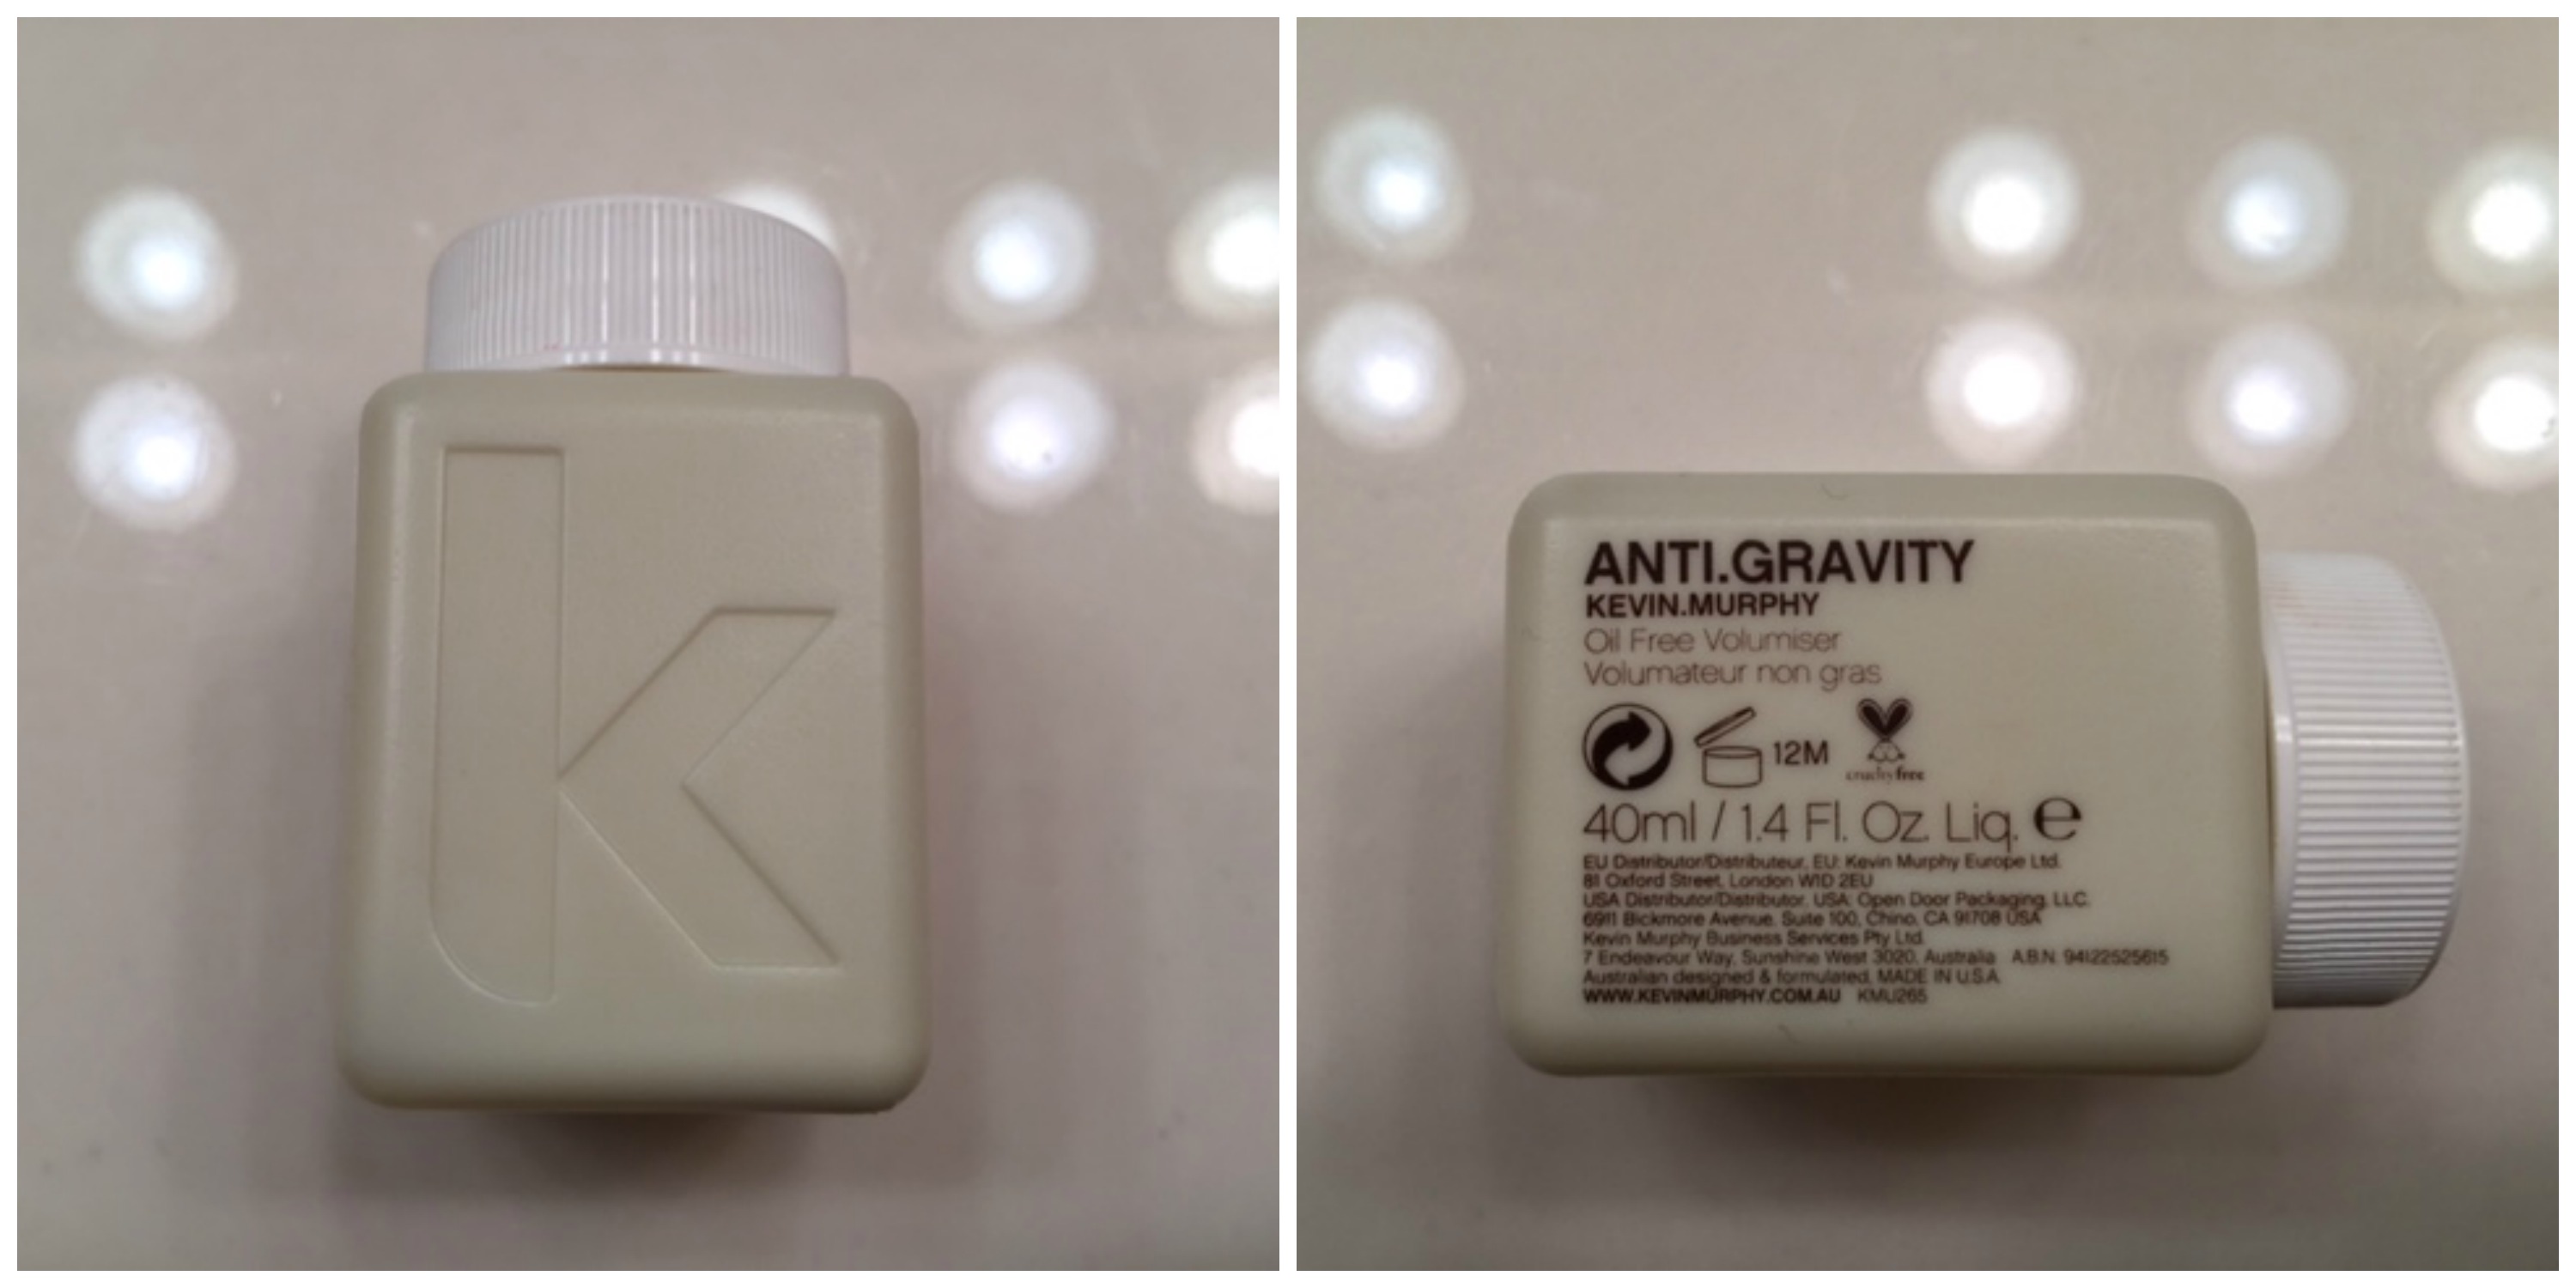 k
ANTI.GRAVITY
KEVIN.MURPHY
Oil Free Volumiser
Volumateur non gras
12M
crueltyfree
40ml / 1.4 Fl. Oz. Liq. e
EU Distributor/Distributeur, EU: Kevin Murphy Europe Ltd.
81 Oxford Street, London W1D 2EU
USA Distributor/Distributor, USA: Open Door Packaging, LLC.
6911 Bickmore Avenue, Suite 100, Chino, CA 91708 USA
Kevin Murphy Business Services Pty Ltd.
7 Endeavour Way, Sunshine West 3020, Australia A.B.N. 94122525615
Australian designed & formulated, MADE IN U.S.A.
WWW.KEVINMURPHY.COM.AU KMU265